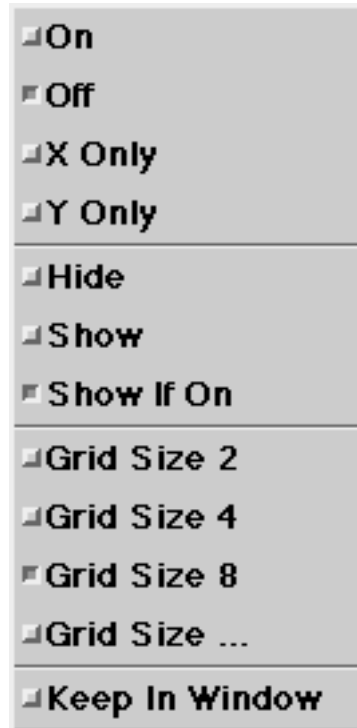 On
Off
X Only
Y Only
Hide
Show
Show If On
Grid Size 2
Grid Size 4
Grid Size 8
Grid Size ...
Keep In Window